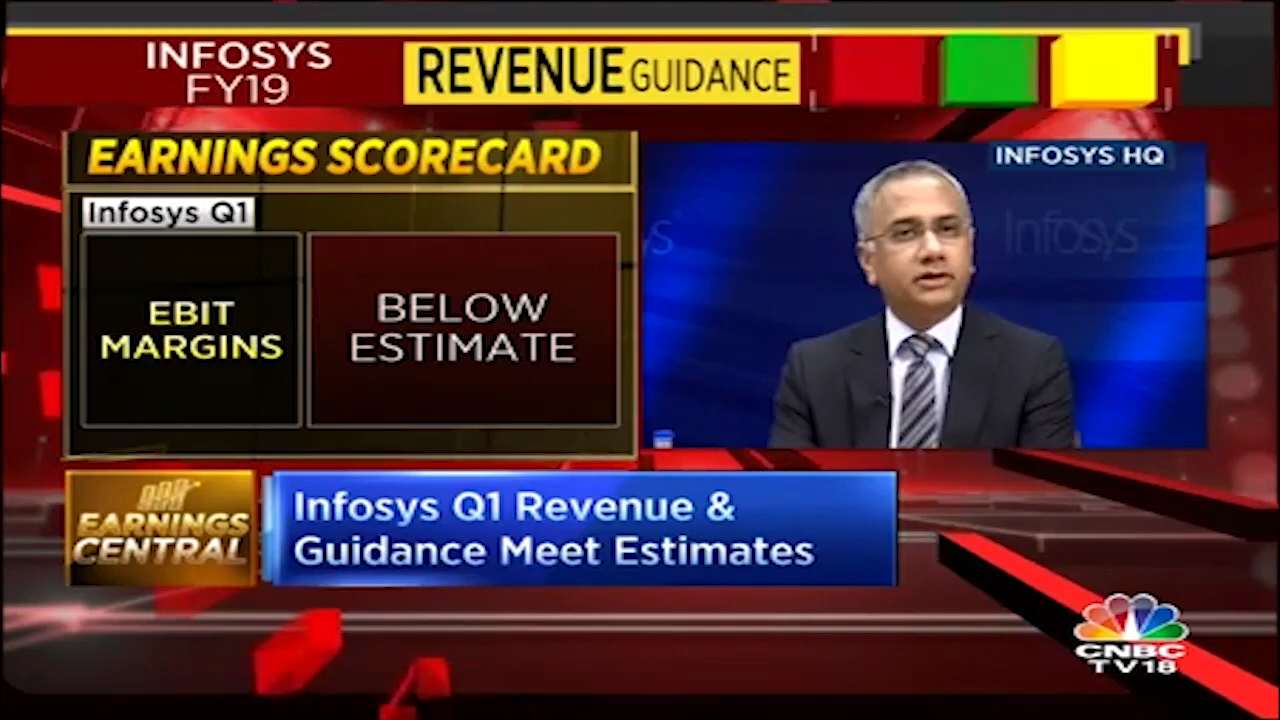 INFOSYS
FY19
REVENUE GUIDANCE
EARNINGS SCORECARD
Infosys Q1
EBIT
MARGINS
BELOW
ESTIMATE
INFOSYS HQ
Infosys
EARNINGS
CENTRAL
Infosys Q1 Revenue &
Guidance Meet Estimates
CNBC
TV18